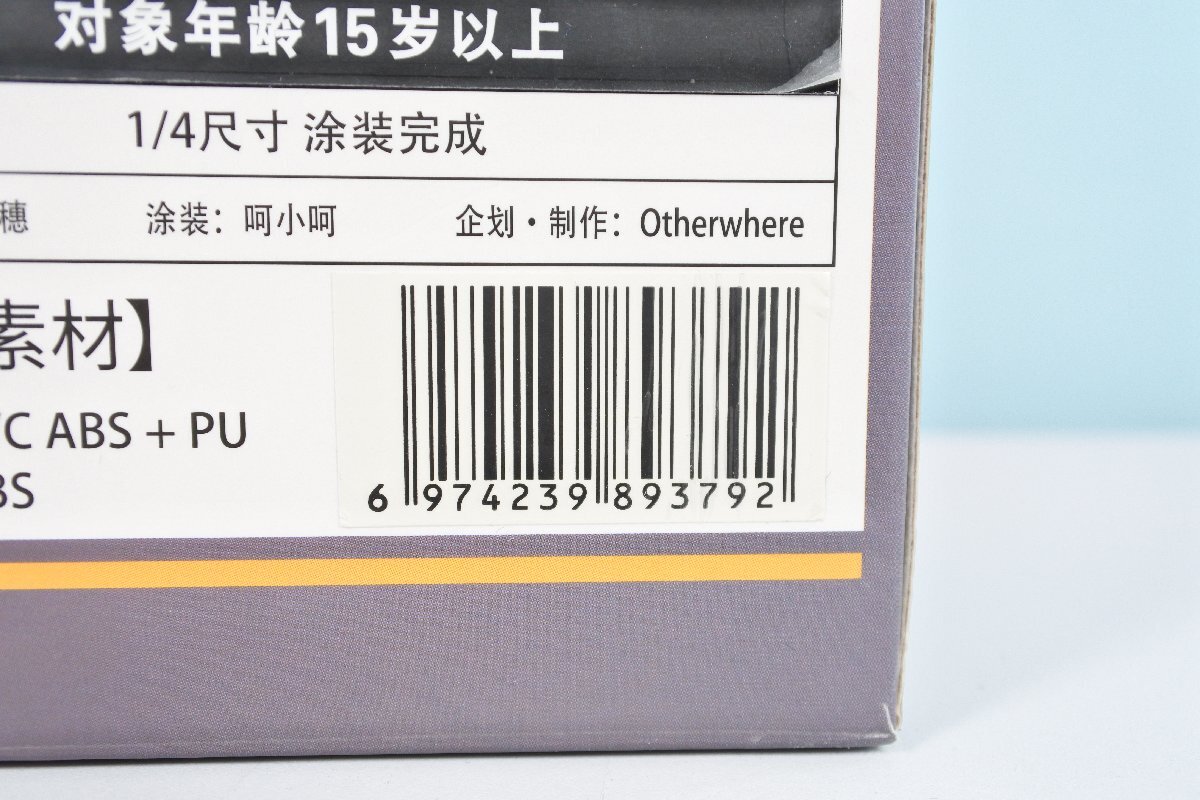 对象年龄15岁以上
1/4尺寸 涂装完成
穗 涂装：呵小呵 企划・制作：Otherwhere
素材】
C ABS + PU
BS
6 974239 893792